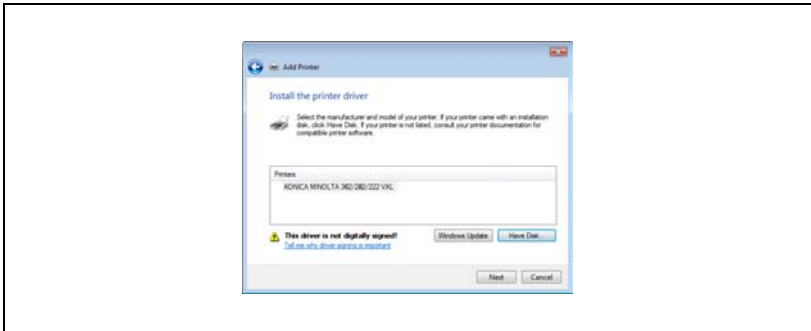 Add Printer
Install the printer driver
Select the manufacturer and model of your printer. If your printer came with an installation
disk, click Have Disk. If your printer is not listed, consult your printer documentation for
compatible printer software.
Printers
KONICA MINOLTA 362/282/222 VXL
This driver is not digitally signed!
Windows Update
Have Disk...
Tell me why driver signing is important
Next
Cancel